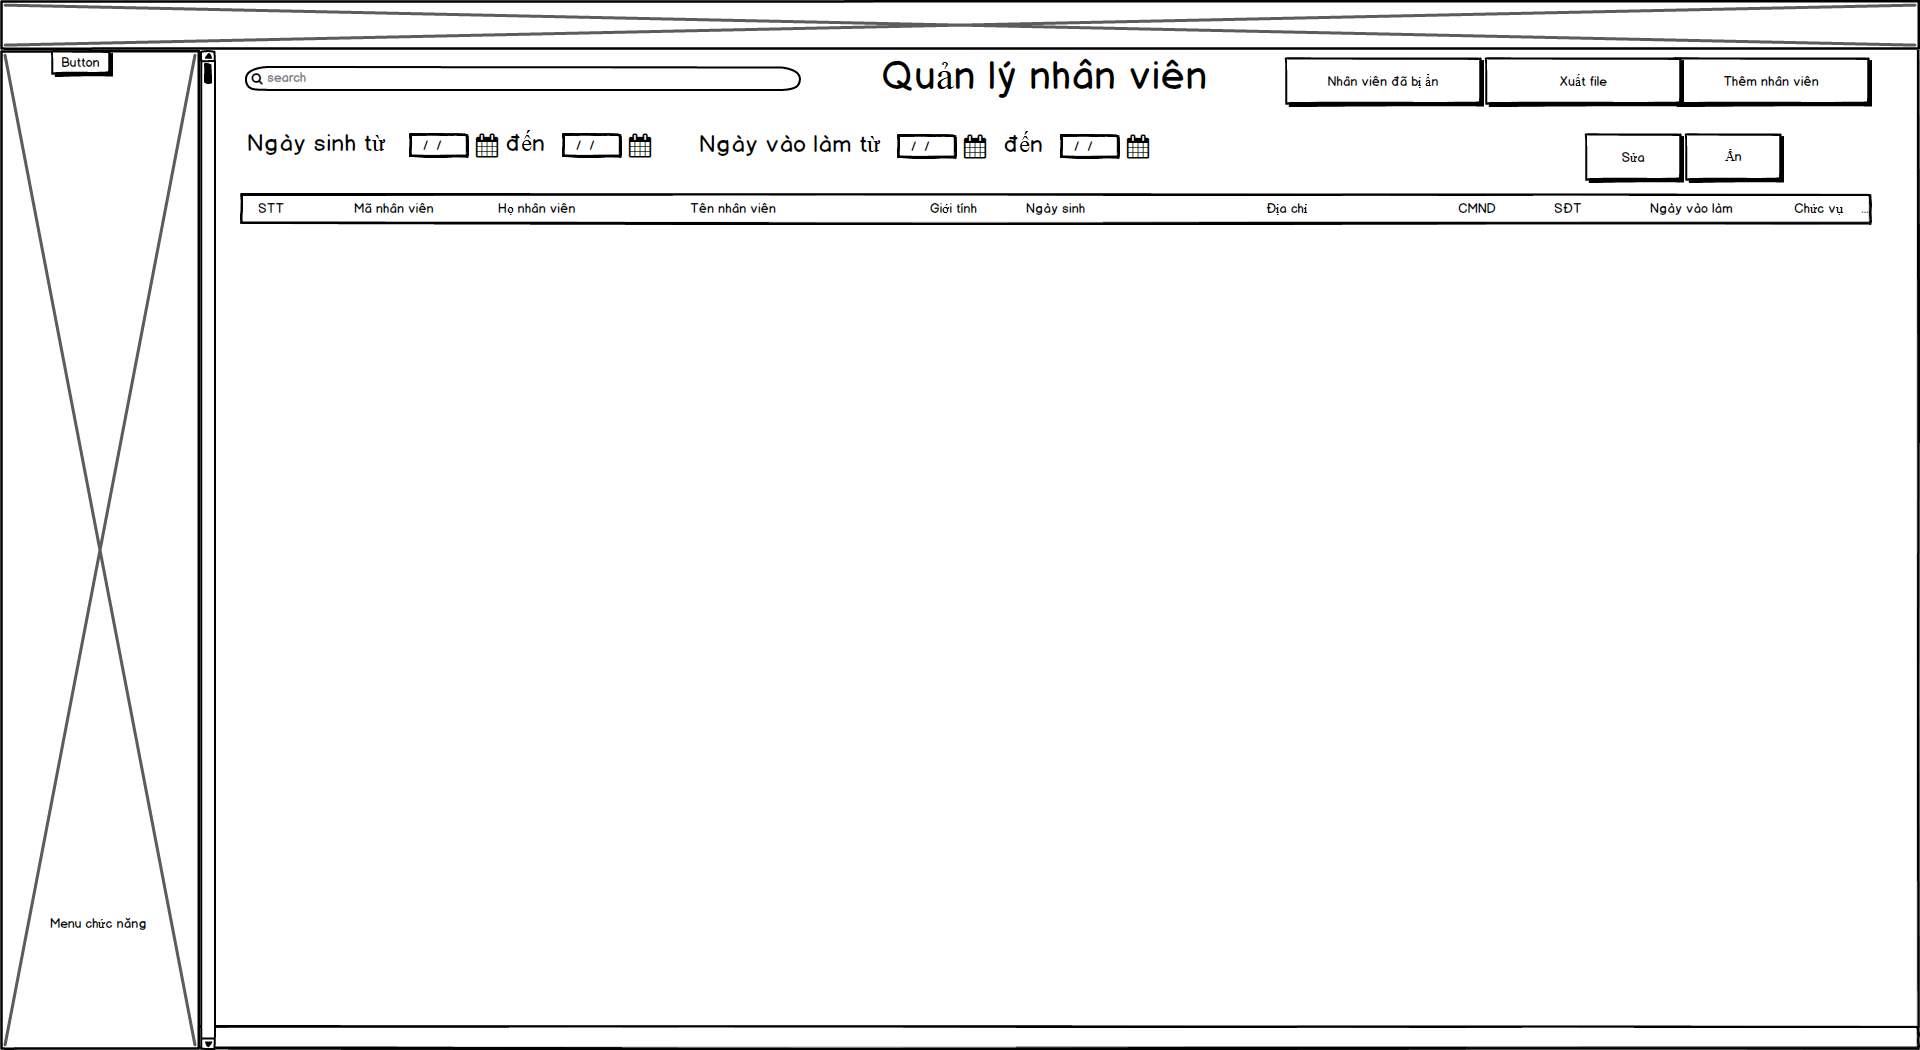 Button
search
Quản lý nhân viên
Nhân viên đã bị ẩn
Xuất file
Thêm nhân viên
Ngày sinh từ / / đến / /
Ngày vào làm từ / / đến / /
Sửa
Ẩn
STT Mã nhân viên Họ nhân viên Tên nhân viên Giới tính Ngày sinh Địa chỉ CMND SĐT Ngày vào làm Chức vụ ...
Menu chức năng